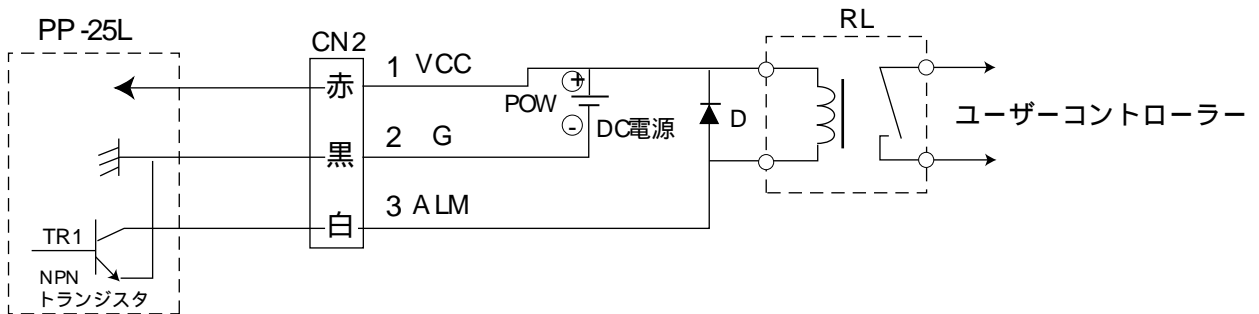 PP-25L
CN2
RL
赤
1 VCC
POW
+
-
DC電源
D
ユーザーコントローラー
黒
2 G
白
3 ALM
TR1
NPN
トランジスタ